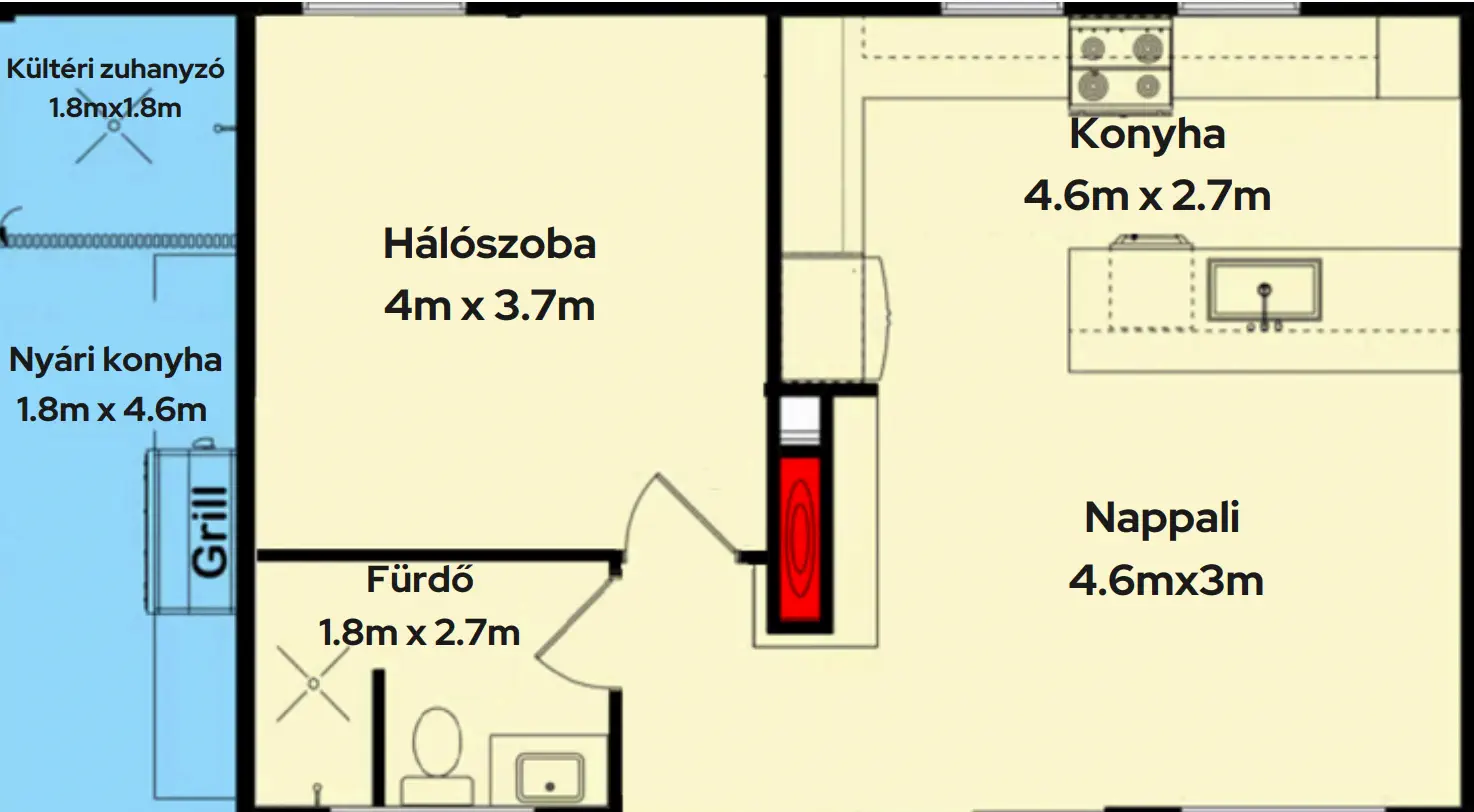 Kültéri zuhanyzó
1.8mx1.8m
Hálószoba
4m x 3.7m
Konyha
4.6m x 2.7m
Nyári konyha
1.8m x 4.6m
Grill
Fürdő
1.8m x 2.7m
Nappali
4.6mx3m